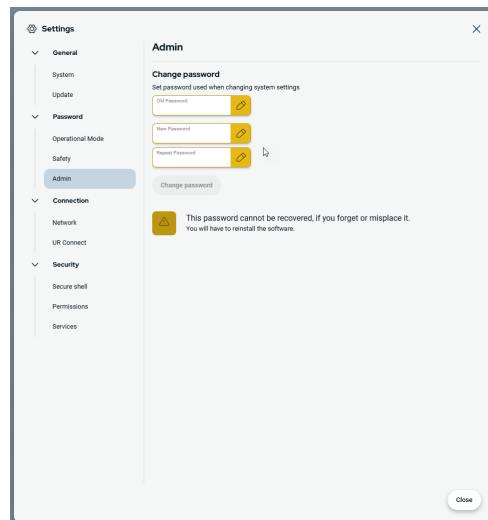 Settings
General
System
Update
Password
Operational Mode
Safety
Admin
Connection
Network
UR Connect
Security
Secure shell
Permissions
Services
Admin
Change password
Set password used when changing system settings
Old Password
New Password
Repeat Password
Change password
This password cannot be recovered, if you forget or misplace it.
You will have to reinstall the software.
Close